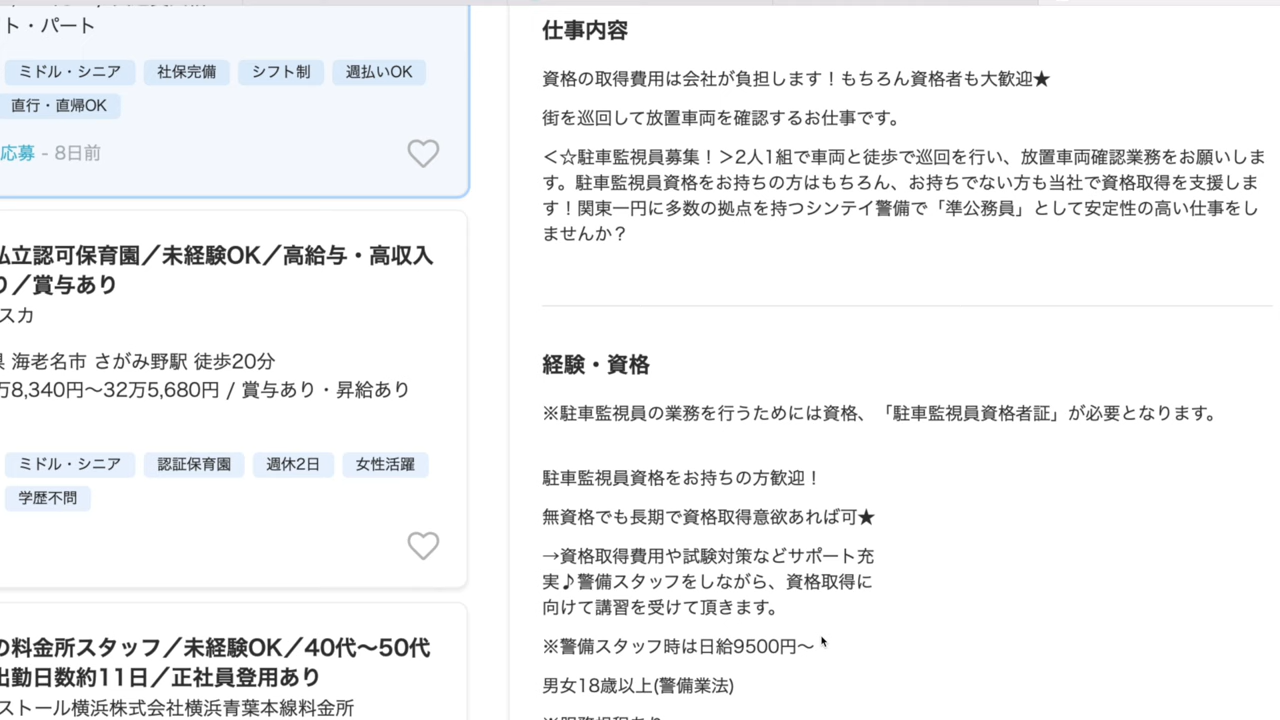 ト・パート
ミドル・シニア 社保完備 シフト制 週払いOK
直行・直帰OK
応募 - 8日前
私立認可保育園／未経験OK／高給与・高収入
り／賞与あり
スカ
海老名市 さがみ野駅 徒歩20分
万8,340円〜32万5,680円 / 賞与あり・昇給あり
ミドル・シニア 認証保育園 週休2日 女性活躍
学歴不問
の料金所スタッフ／未経験OK／40代〜50代
出勤日数約11日／正社員登用あり
ストール横浜株式会社横浜青葉本線料金所
仕事内容
資格の取得費用は会社が負担します！もちろん資格者も大歓迎★
街を巡回して放置車両を確認するお仕事です。
＜☆駐車監視員募集！＞2人1組で車両と徒歩で巡回を行い、放置車両確認業務をお願いしま
す。駐車監視員資格をお持ちの方はもちろん、お持ちでない方も当社で資格取得を支援しま
す！関東一円に多数の拠点を持つシンテイ警備で「準公務員」として安定性の高い仕事をし
ませんか？
経験・資格
※駐車監視員の業務を行うためには資格、「駐車監視員資格者証」が必要となります。
駐車監視員資格をお持ちの方歓迎！
無資格でも長期で資格取得意欲あれば可★
→資格取得費用や試験対策などサポート充
実♪警備スタッフをしながら、資格取得に
向けて講習を受けて頂きます。
※警備スタッフ時は日給9500円〜
男女18歳以上(警備業法)